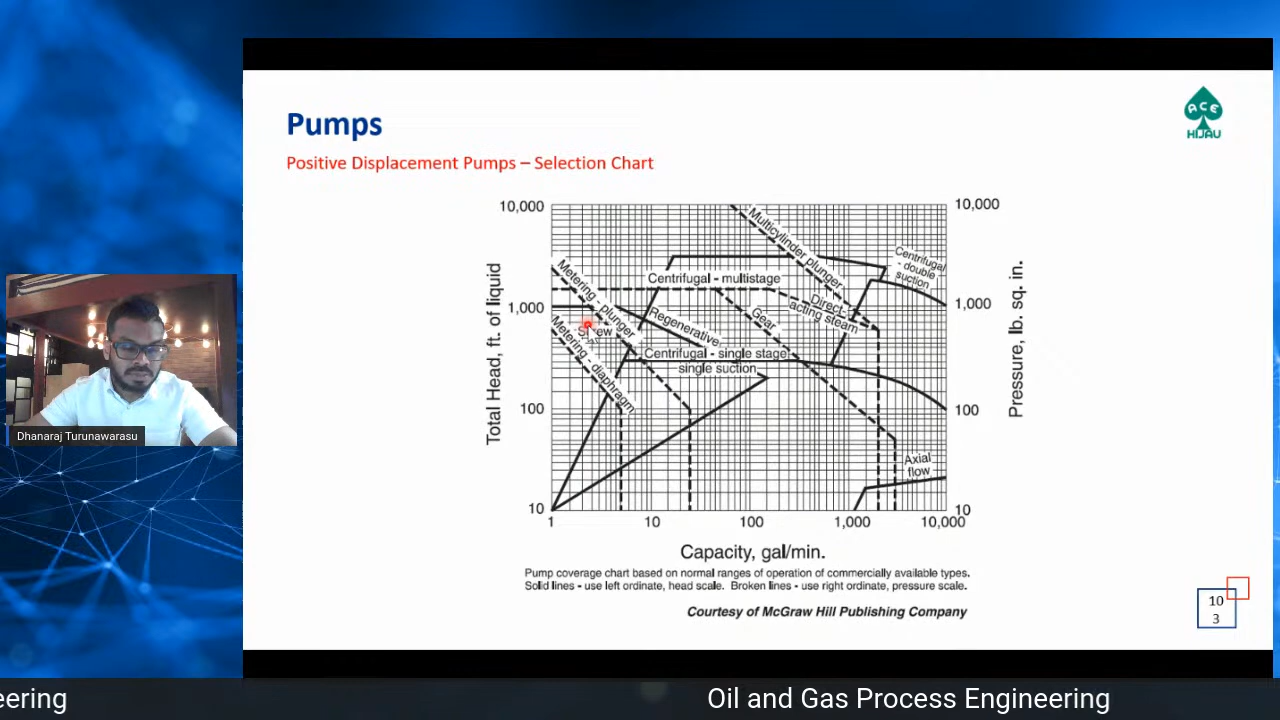 Pumps
ACE
HIJAU
Positive Displacement Pumps – Selection Chart
10,000
1,000
100
10
Total Head, ft. of liquid
10,000
1,000
100
10
Pressure, lb. sq. in.
Multicylinder plunger
Centrifugal
- double
suction
Metering - plunger
Centrifugal - multistage
Direct-
acting steam
Gear
Regenerative
Centrifugal - single stage
single suction
Metering - diaphragm
Axial
flow
1
10
100
1,000
10,000
Capacity, gal/min.
Pump coverage chart based on normal ranges of operation of commercially available types.
Solid lines - use left ordinate, head scale. Broken lines - use right ordinate, pressure scale.
Courtesy of McGraw Hill Publishing Company
10
3
Dhanaraj Turunawarasu
eering
Oil and Gas Process Engineering